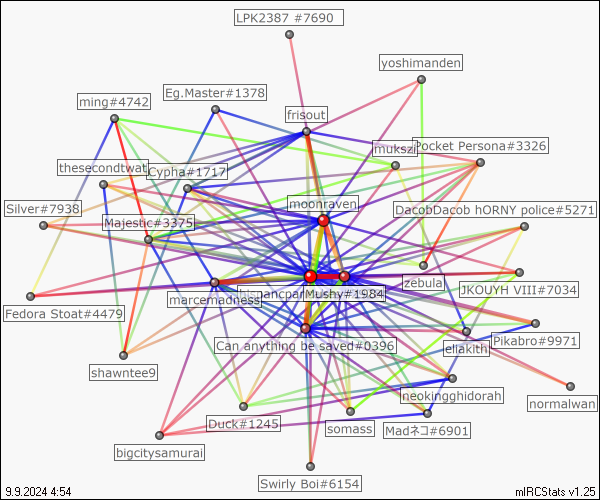 LPK2387 #7690
yoshimanden
Eg.Master#1378
ming#4742
frisout
mukszi
Pocket Persona#3326
thesecondtwat
Cypha#1717
moonraven
Silver#7938
DacobDacob hORNY police#5271
Majestic#3375
zebula
JKOUYH VIII#7034
marcemadness
Mushy#1984
Fedora Stoat#4479
Can anything be saved#0396
eliakith
Pikabro#9971
shawntee9
neokingghidorah
normalwan
Duck#1245
somass
Madネコ#6901
bigcitysamurai
Swirly Boi#6154
9.9.2024 4:54
mIRCStats v1.25